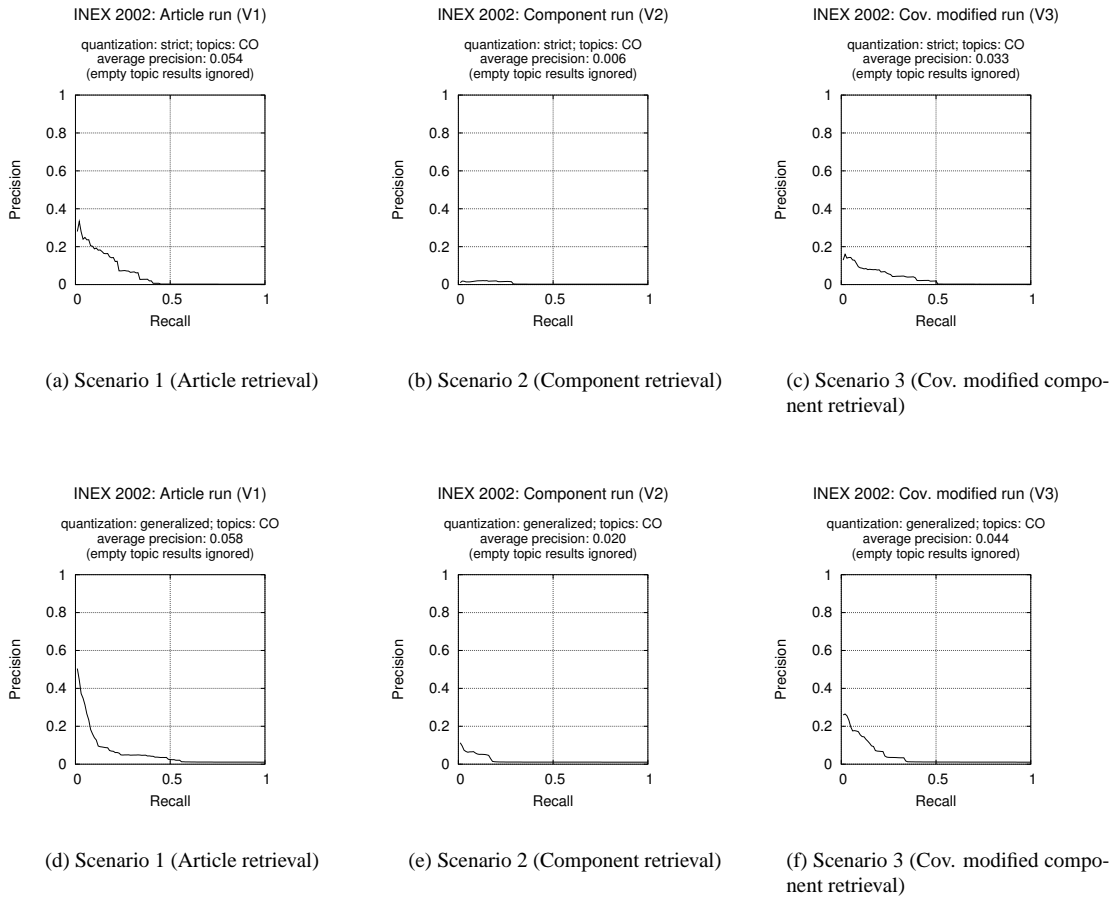 INEX 2002: Article run (V1)
quantization: strict; topics: CO
average precision: 0.054
(empty topic results ignored)
1
0.8
0.6
0.4
0.2
0
Precision
0 0.5 1
Recall
(a) Scenario 1 (Article retrieval)
INEX 2002: Component run (V2)
quantization: strict; topics: CO
average precision: 0.006
(empty topic results ignored)
1
0.8
0.6
0.4
0.2
0
Precision
0 0.5 1
Recall
(b) Scenario 2 (Component retrieval)
INEX 2002: Cov. modified run (V3)
quantization: strict; topics: CO
average precision: 0.033
(empty topic results ignored)
1
0.8
0.6
0.4
0.2
0
Precision
0 0.5 1
Recall
(c) Scenario 3 (Cov. modified compo-
nent retrieval)
INEX 2002: Article run (V1)
quantization: generalized; topics: CO
average precision: 0.058
(empty topic results ignored)
1
0.8
0.6
0.4
0.2
0
Precision
0 0.5 1
Recall
(d) Scenario 1 (Article retrieval)
INEX 2002: Component run (V2)
quantization: generalized; topics: CO
average precision: 0.020
(empty topic results ignored)
1
0.8
0.6
0.4
0.2
0
Precision
0 0.5 1
Recall
(e) Scenario 2 (Component retrieval)
INEX 2002: Cov. modified run (V3)
quantization: generalized; topics: CO
average precision: 0.044
(empty topic results ignored)
1
0.8
0.6
0.4
0.2
0
Precision
0 0.5 1
Recall
(f) Scenario 3 (Cov. modified compo-
nent retrieval)